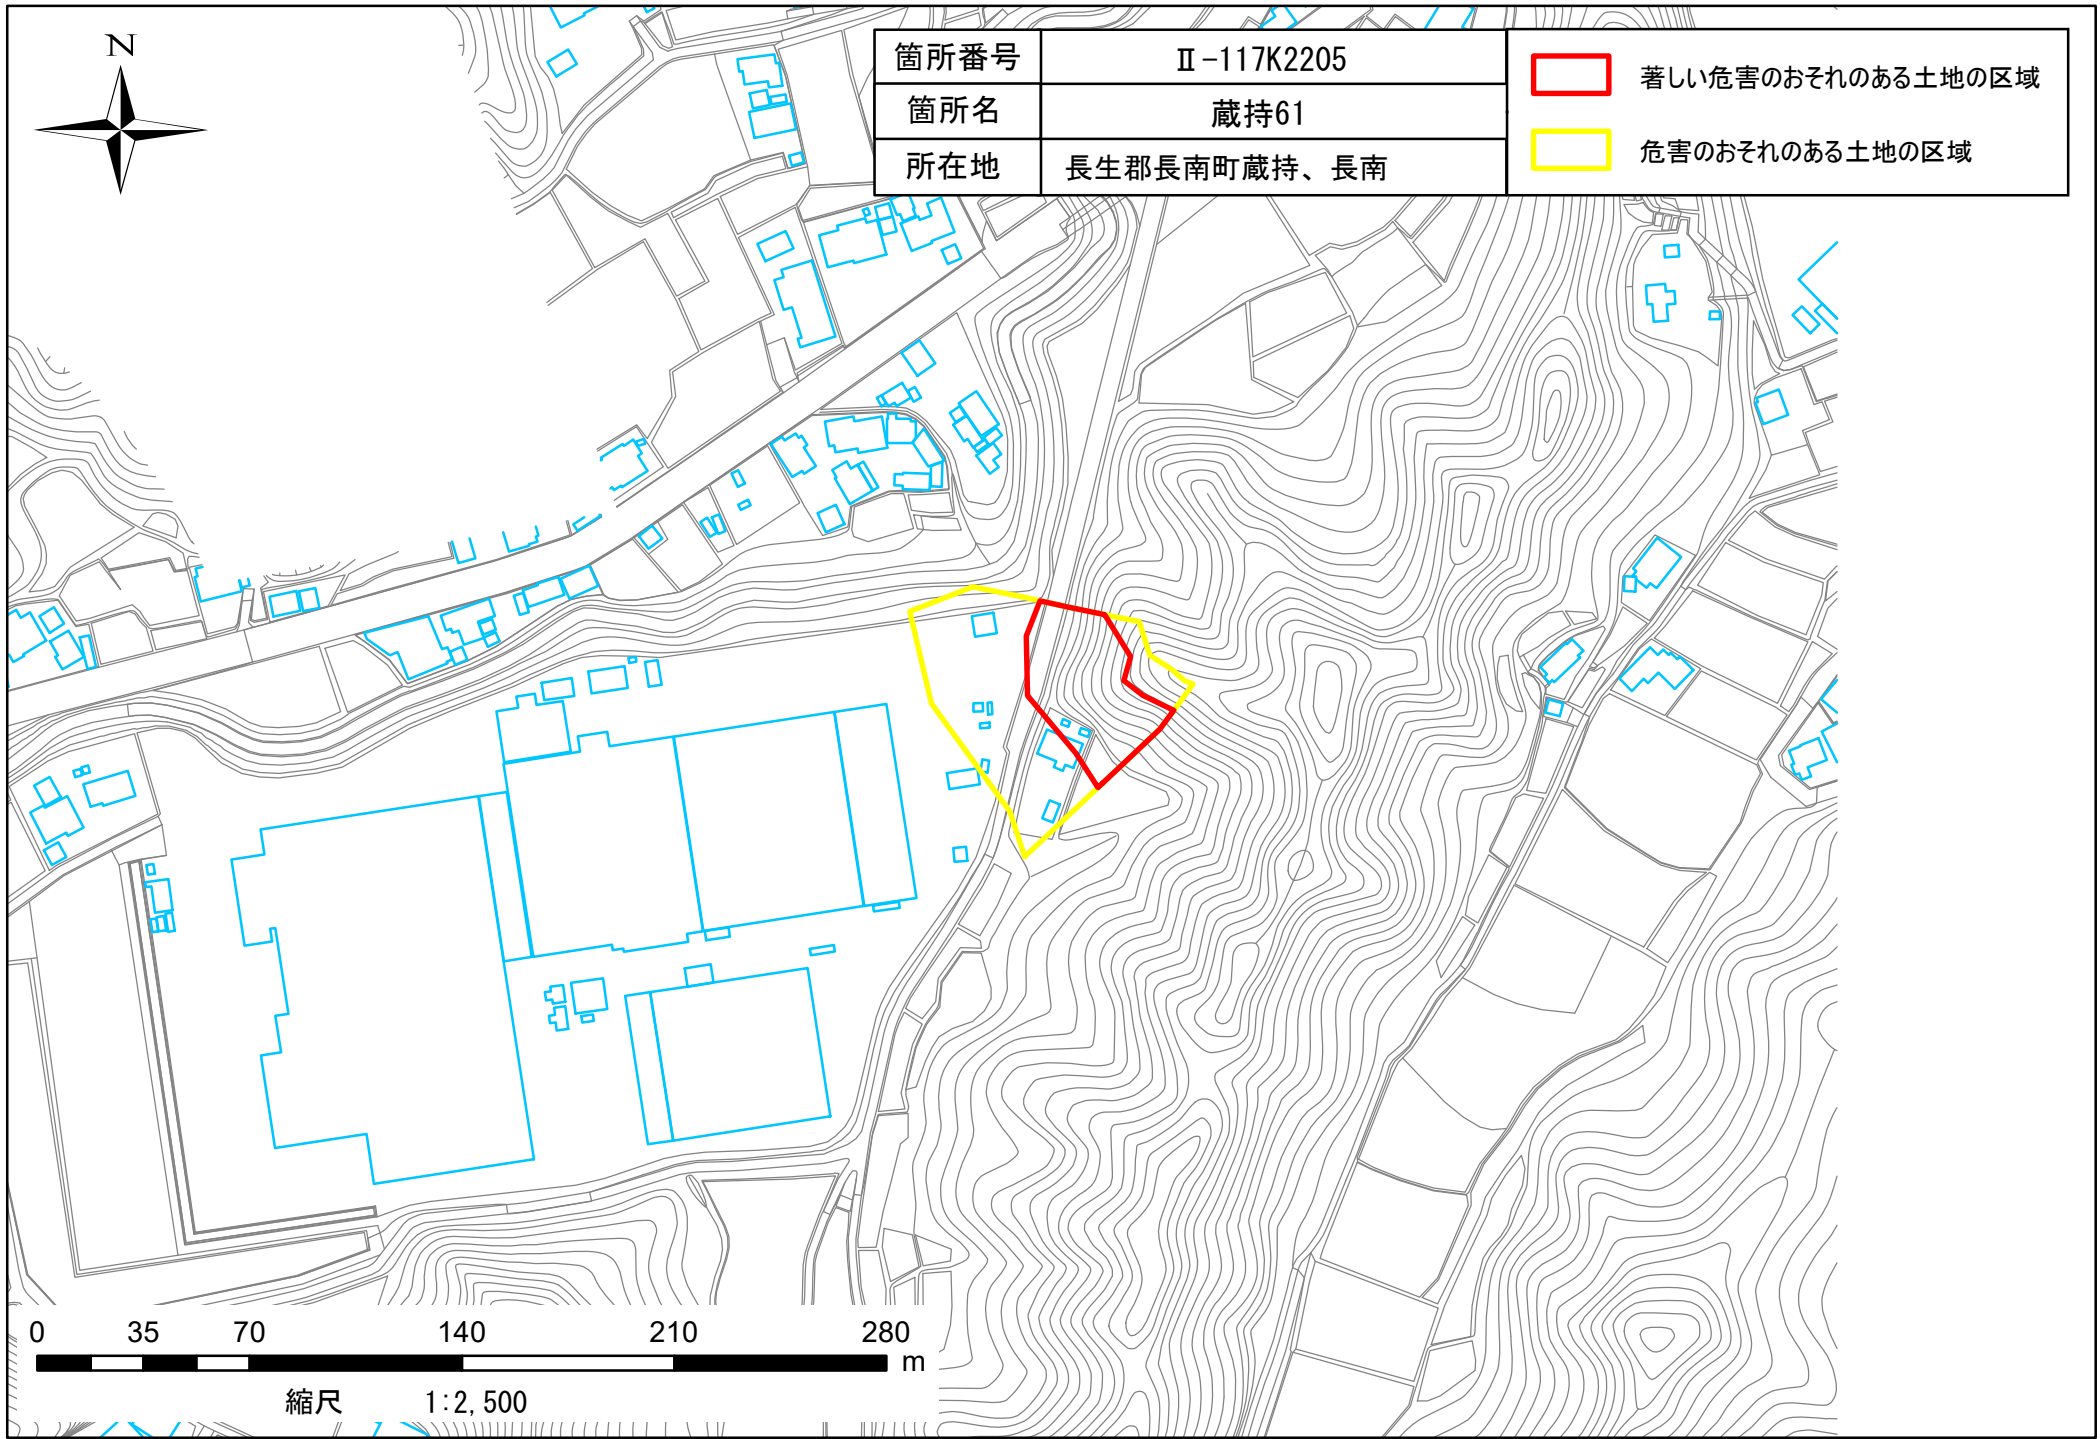 N
箇所番号 Ⅱ-117K2205
箇所名 蔵持61
所在地 長生郡長南町蔵持、長南
著しい危害のおそれのある土地の区域
危害のおそれのある土地の区域
0 35 70 140 210 280
m
縮尺 1:2,500